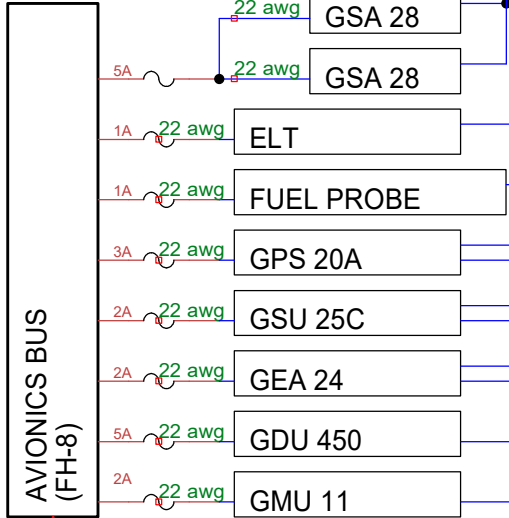 22 awg GSA 28
5A 22 awg GSA 28
1A 22 awg ELT
1A 22 awg FUEL PROBE
3A 22 awg GPS 20A
2A 22 awg GSU 25C
2A 22 awg GEA 24
5A 22 awg GDU 450
2A 22 awg GMU 11
AVIONICS BUS
(FH-8)